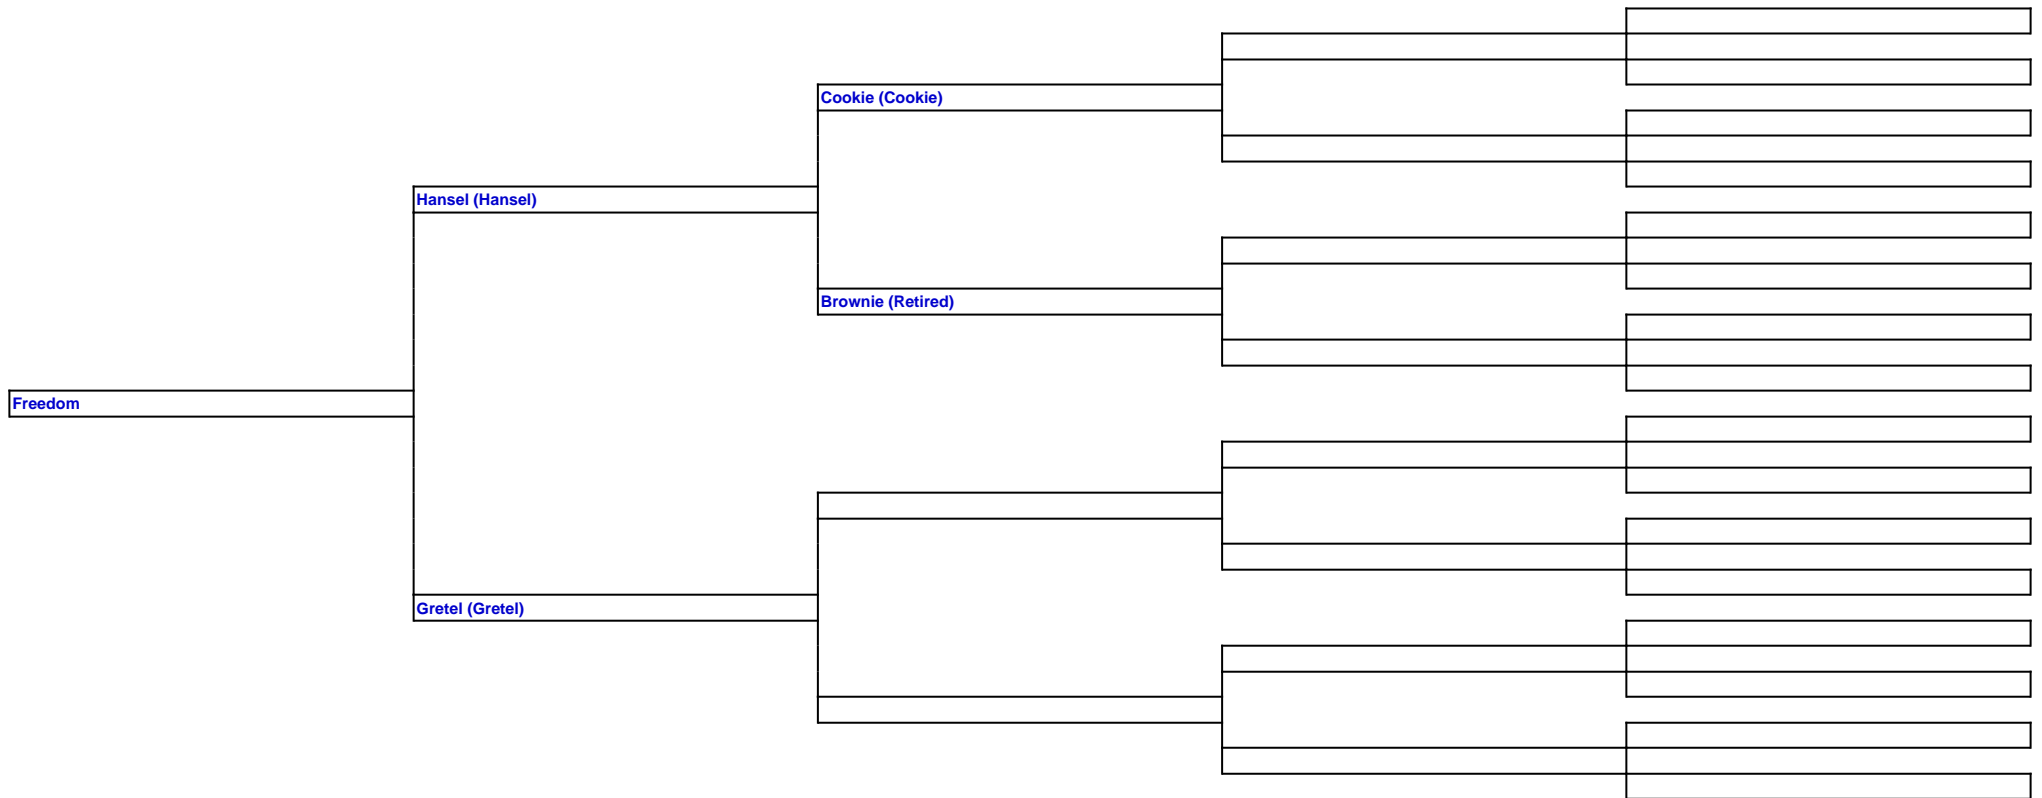 Cookie (Cookie)
Hansel (Hansel)
Brownie (Retired)
Freedom
Gretel (Gretel)